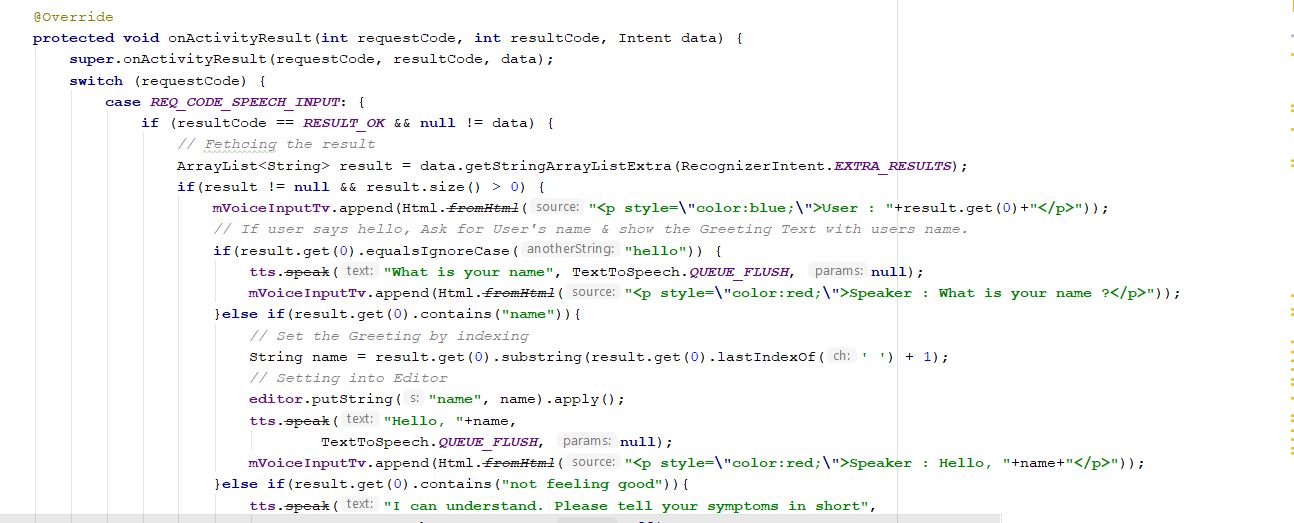 @Override
protected void onActivityResult(int requestCode, int resultCode, Intent data) {
super.onActivityResult(requestCode, resultCode, data);
switch (requestCode) {
case REQ_CODE_SPEECH_INPUT: {
if (resultCode == RESULT_OK && null != data) {
// Fethcing the result
ArrayList<String> result = data.getStringArrayListExtra(RecognizerIntent.EXTRA_RESULTS);
if(result != null && result.size() > 0) {
mVoiceInputTv.append(Html.fromHtml( source: "<p style=\"color:blue;\">User : "+result.get(0)+"</p>"));
// If user says hello, Ask for User's name & show the Greeting Text with users name.
if(result.get(0).equalsIgnoreCase( anotherString: "hello")) {
tts.speak( text: "What is your name", TextToSpeech.QUEUE_FLUSH, params: null);
mVoiceInputTv.append(Html.fromHtml( source: "<p style=\"color:red;\">Speaker : What is your name ?</p>"));
}else if(result.get(0).contains("name")){
// Set the Greeting by indexing
String name = result.get(0).substring(result.get(0).lastIndexOf( ch: ' ') + 1);
// Setting into Editor
editor.putString( s: "name", name).apply();
tts.speak( text: "Hello, "+name,
TextToSpeech.QUEUE_FLUSH, params: null);
mVoiceInputTv.append(Html.fromHtml( source: "<p style=\"color:red;\">Speaker : Hello, "+name+"</p>"));
}else if(result.get(0).contains("not feeling good")){
tts.speak( text: "I can understand. Please tell your symptoms in short",